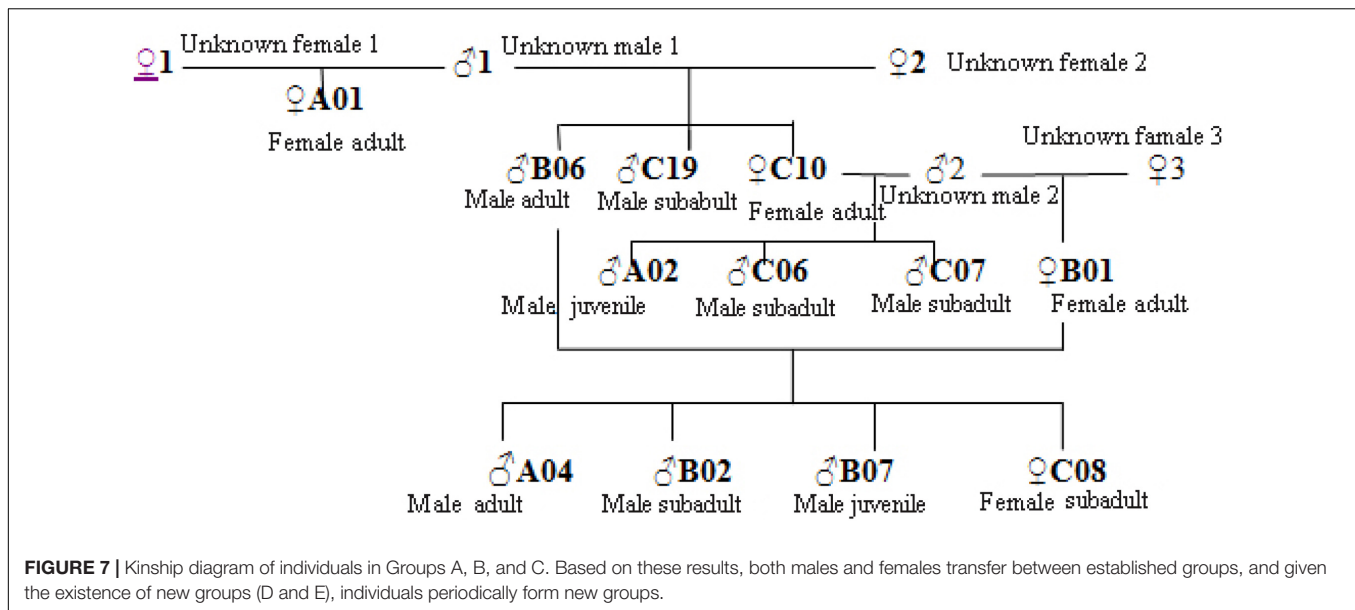 ♀1 Unknown female 1 ♂1 Unknown male 1 ♀2 Unknown female 2
♀A01
Female adult
Unknown famale 3
♂B06 ♂C19 ♀C10 ♂2 ♀3
Male adult Male subabult Female adult Unknown male 2
♂A02 ♂C06 ♂C07 ♀B01
Male juvenile Male subadult Male subadult Female adult
♂A04 ♂B02 ♂B07 ♀C08
Male adult Male subadult Male juvenile Female subadult
FIGURE 7 | Kinship diagram of individuals in Groups A, B, and C. Based on these results, both males and females transfer between established groups, and given
the existence of new groups (D and E), individuals periodically form new groups.